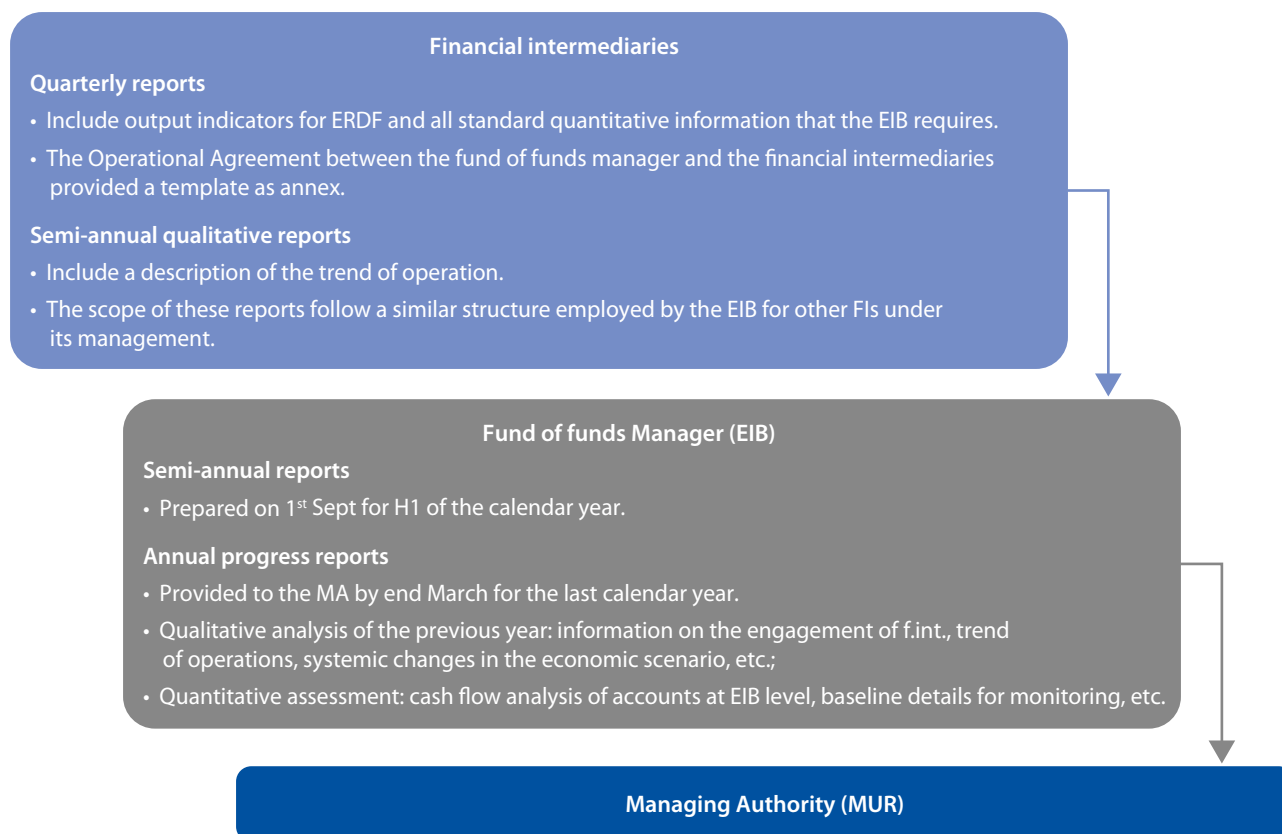 Financial intermediaries
Quarterly reports
• Include output indicators for ERDF and all standard quantitative information that the EIB requires.
• The Operational Agreement between the fund of funds manager and the financial intermediaries
provided a template as annex.
Semi-annual qualitative reports
• Include a description of the trend of operation.
• The scope of these reports follow a similar structure employed by the EIB for other FIs under
its management.
Fund of funds Manager (EIB)
Semi-annual reports
• Prepared on 1st Sept for H1 of the calendar year.
Annual progress reports
• Provided to the MA by end March for the last calendar year.
• Qualitative analysis of the previous year: information on the engagement of f.int., trend
of operations, systemic changes in the economic scenario, etc.;
• Quantitative assessment: cash flow analysis of accounts at EIB level, baseline details for monitoring, etc.
Managing Authority (MUR)